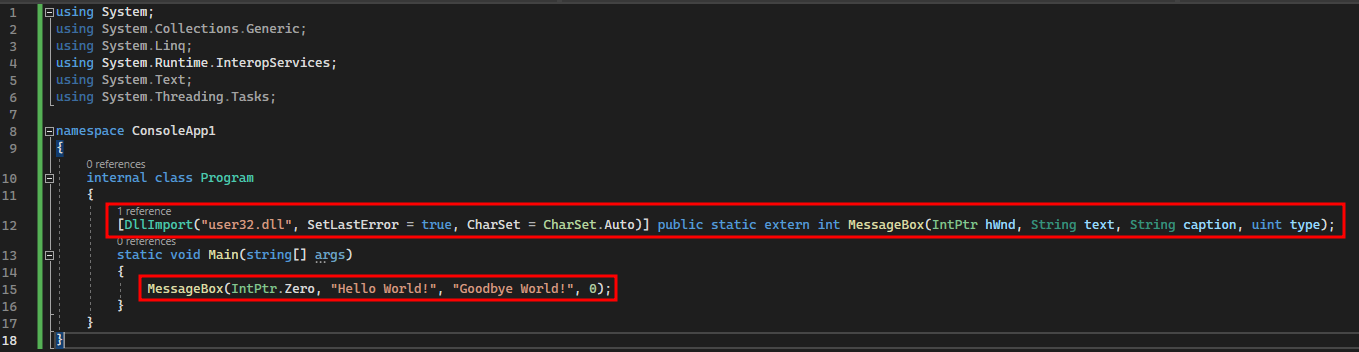 1 using System;
2 using System.Collections.Generic;
3 using System.Linq;
4 using System.Runtime.InteropServices;
5 using System.Text;
6 using System.Threading.Tasks;
7
8 namespace ConsoleApp1
9 {
0 references
10 internal class Program
11 {
1 reference
12 [DllImport("user32.dll", SetLastError = true, CharSet = CharSet.Auto)] public static extern int MessageBox(IntPtr hWnd, String text, String caption, uint type);
0 references
13 static void Main(string[] args)
14 {
15 MessageBox(IntPtr.Zero, "Hello World!", "Goodbye World!", 0);
16 }
17 }
18 }